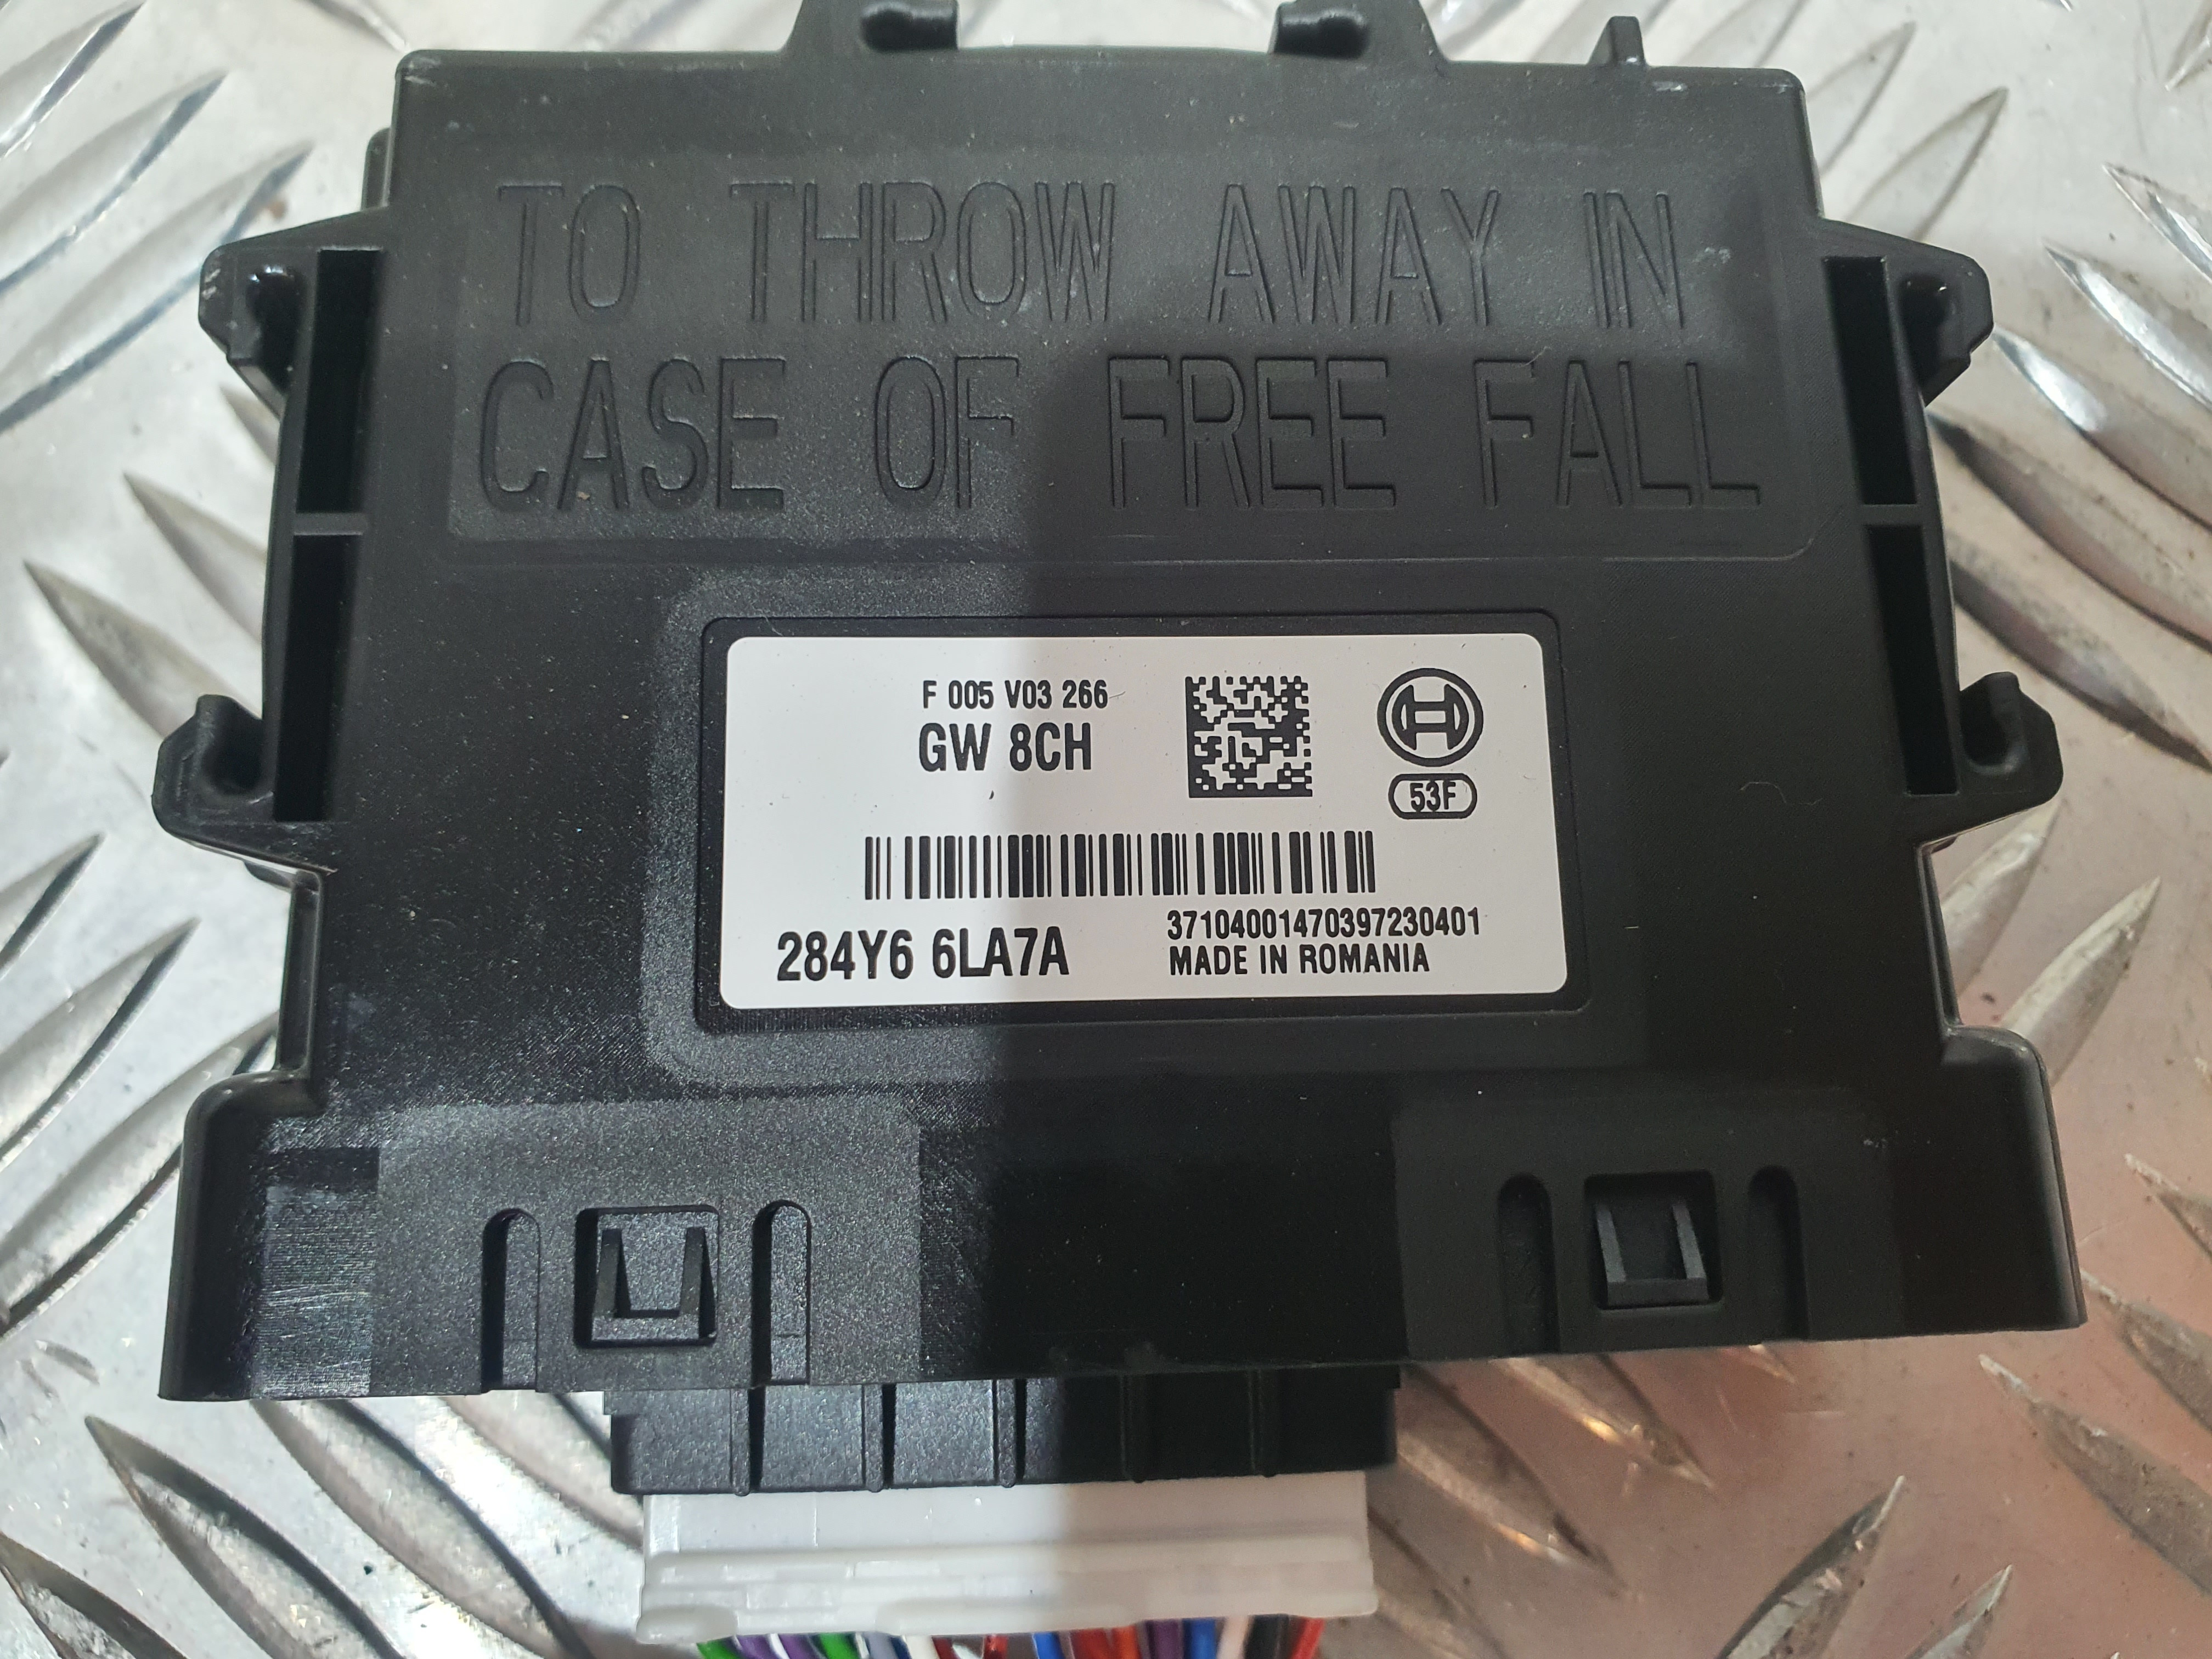 TO THROW AWAY IN
CASE OF FREE FALL
F 005 V03 266
GW 8CH
53F
37104001470397230401
284Y6 6LA7A
MADE IN ROMANIA